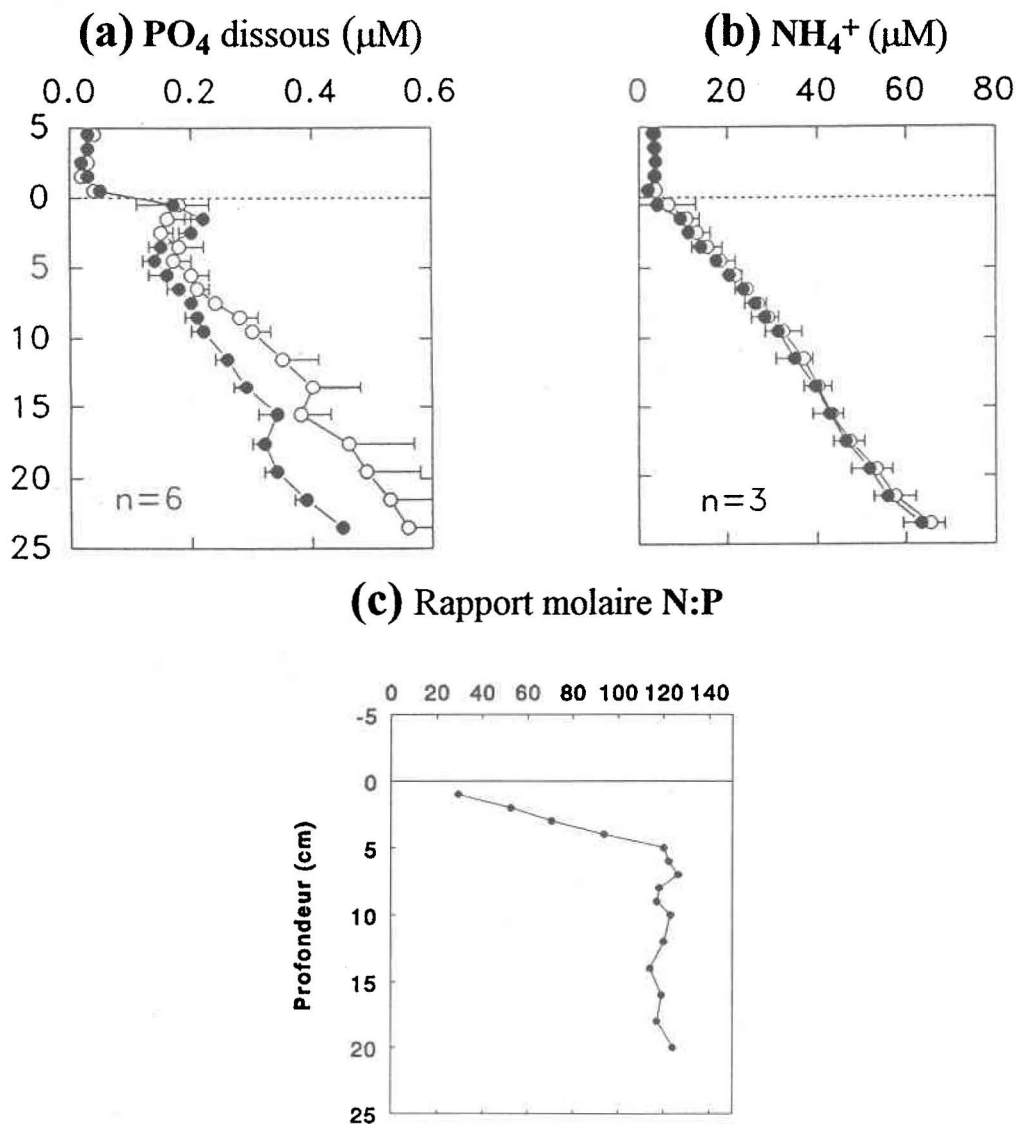 (a) PO4 dissous (µM)
0.0 0.2 0.4 0.6
5
0
5
10
15
20
25
n=6
(b) NH4+ (µM)
0 20 40 60 80
n=3
(c) Rapport molaire N:P
0 20 40 60 80 100 120 140
-5
0
5
10
15
20
25
Profondeur (cm)